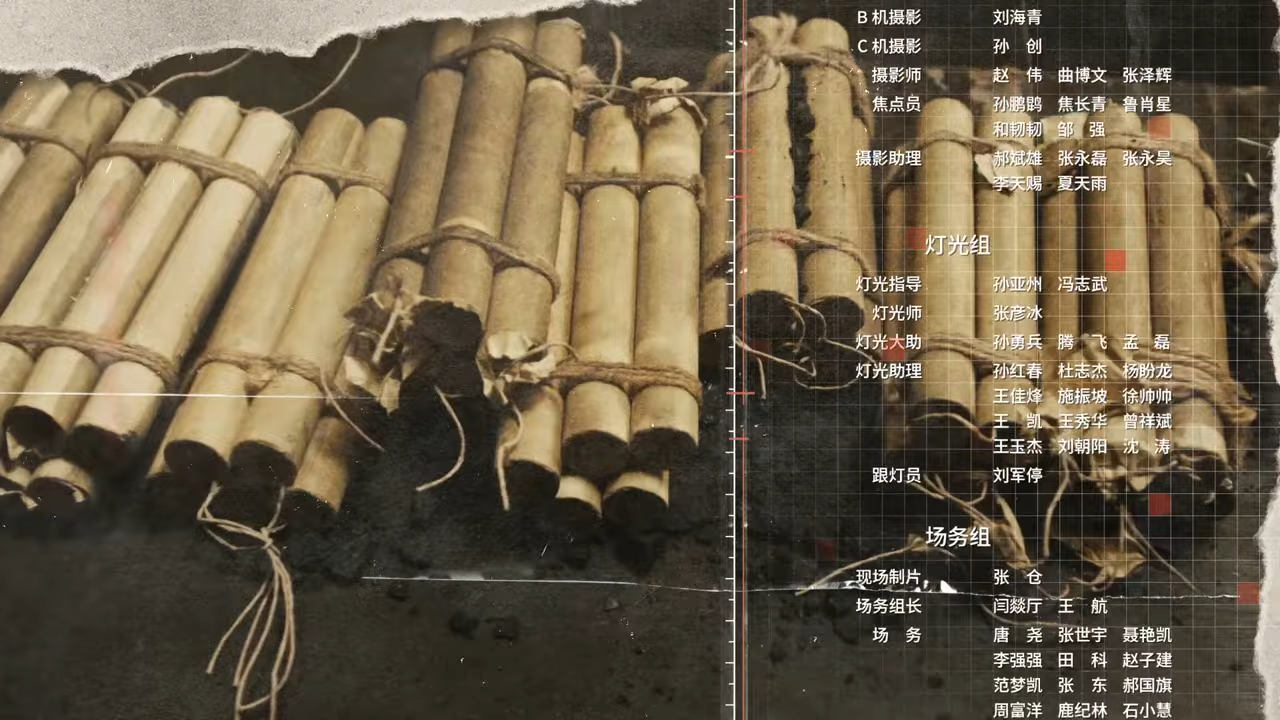 B 机摄影 刘海青
C 机摄影 孙 创
摄影师 赵 伟 曲博文 张泽辉
焦点员 孙鹏鹍 焦长青 鲁肖星
和韧韧 邹 强
摄影助理 郝斌雄 张永磊 张永昊
李天赐 夏天雨
灯光组
灯光指导 孙亚州 冯志武
灯光师 张彦冰
灯光大助 孙勇兵 腾 飞 孟 磊
灯光助理 孙红春 杜志杰 杨盼龙
王佳烽 施振坡 徐帅帅
王 凯 王秀华 曾祥斌
王玉杰 刘朝阳 沈 涛
跟灯员 刘军停
场务组
现场制片 张 仓
场务组长 闫燚厅 王 航
场 务 唐 尧 张世宇 聂艳凯
李强强 田 科 赵子建
范梦凯 张 东 郝国旗
周富洋 鹿纪林 石小慧